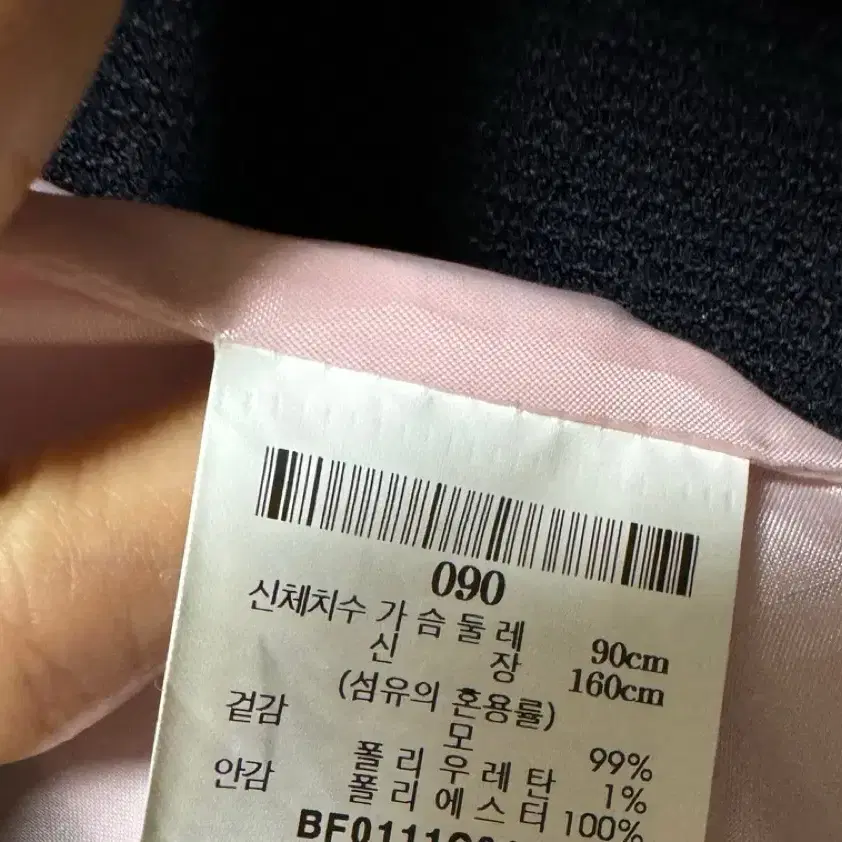 090
신체치수 가슴둘레 90cm
신장 160cm
(섬유의 혼용률)
겉감 모 99%
폴리우레탄 1%
안감 폴리에스터 100%